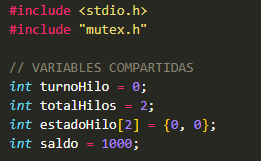 #include <stdio.h>
#include "mutex.h"
// VARIABLES COMPARTIDAS
int turnoHilo = 0;
int totalHilos = 2;
int estadoHilo[2] = {0, 0};
int saldo = 1000;